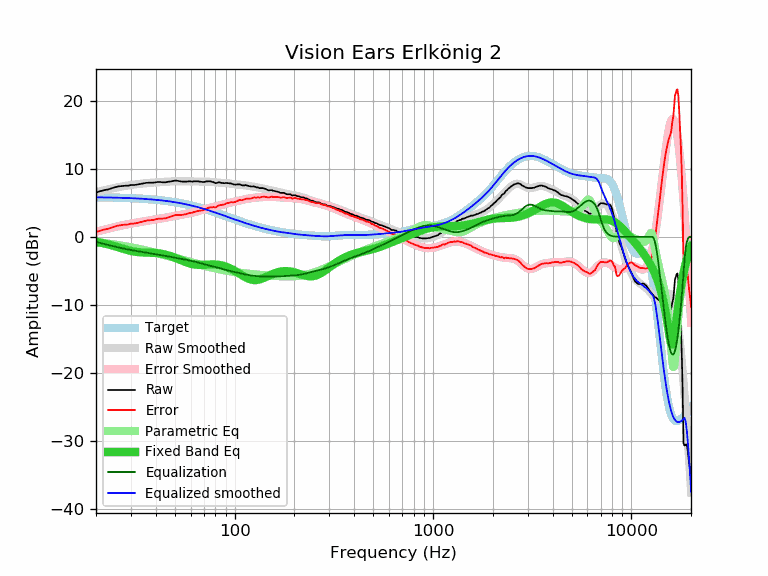 Vision Ears Erlkönig 2
Amplitude (dBr)
20
10
0
−10
−20
−30
−40
Target
Raw Smoothed
Error Smoothed
Raw
Error
Parametric Eq
Fixed Band Eq
Equalization
Equalized smoothed
100
1000
10000
Frequency (Hz)